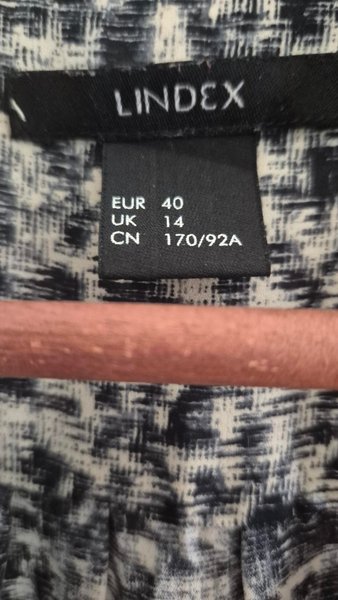 LINDEX
EUR 40
UK 14
CN 170/92A